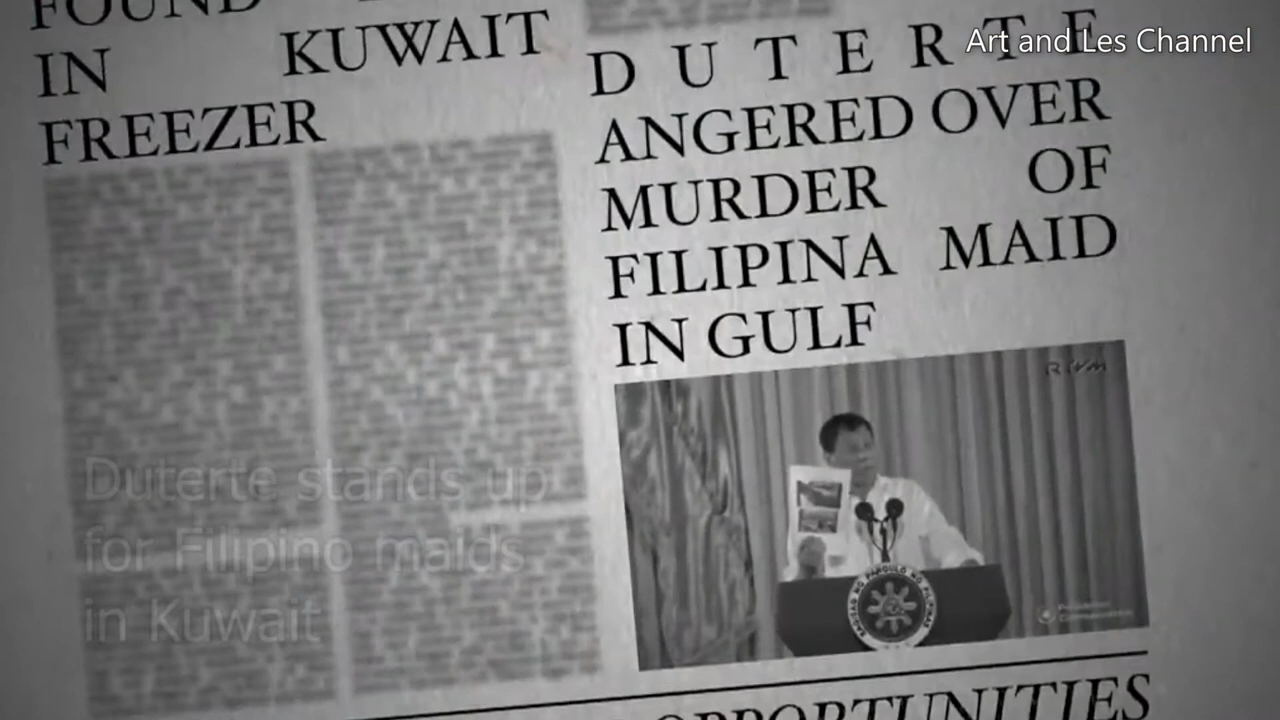 Art and Les Channel
FOUND
IN KUWAIT
FREEZER
DUTERTE
ANGERED OVER
MURDER OF
FILIPINA MAID
IN GULF
RTVM
Duterte stands up
for Filipino maids
in Kuwait
OPPORTUNITIES